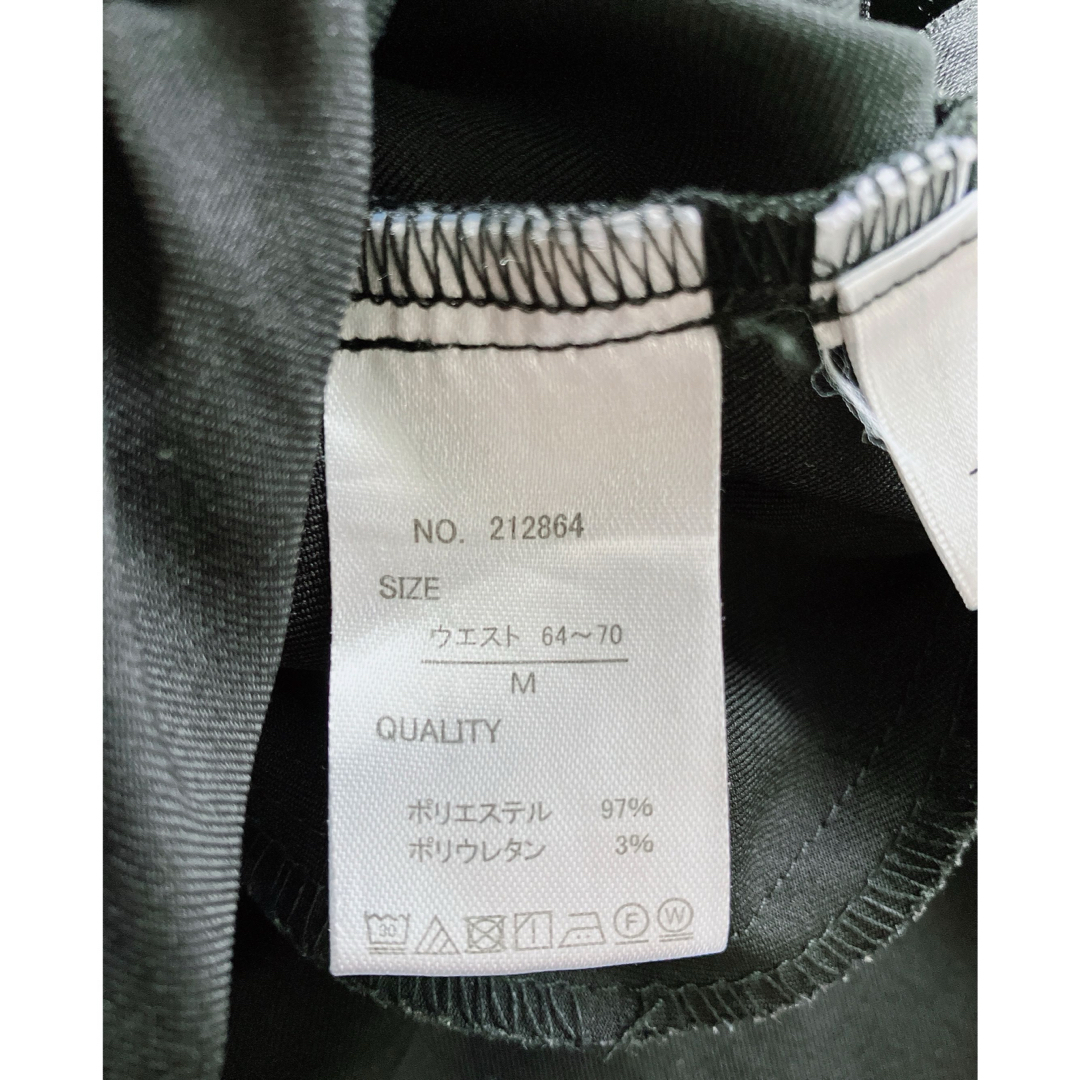 NO. 212864
SIZE
ウエスト 64～70
M
QUALITY
ポリエステル 97%
ポリウレタン 3%
30
F W